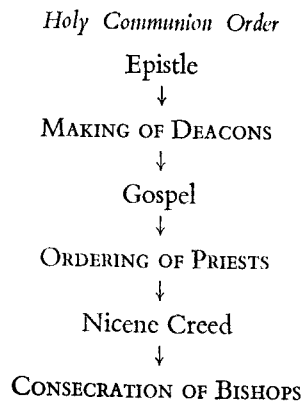 Holy Communion Order
Epistle
↓
MAKING OF DEACONS
↓
Gospel
↓
ORDERING OF PRIESTS
↓
Nicene Creed
↓
CONSECRATION OF BISHOPS